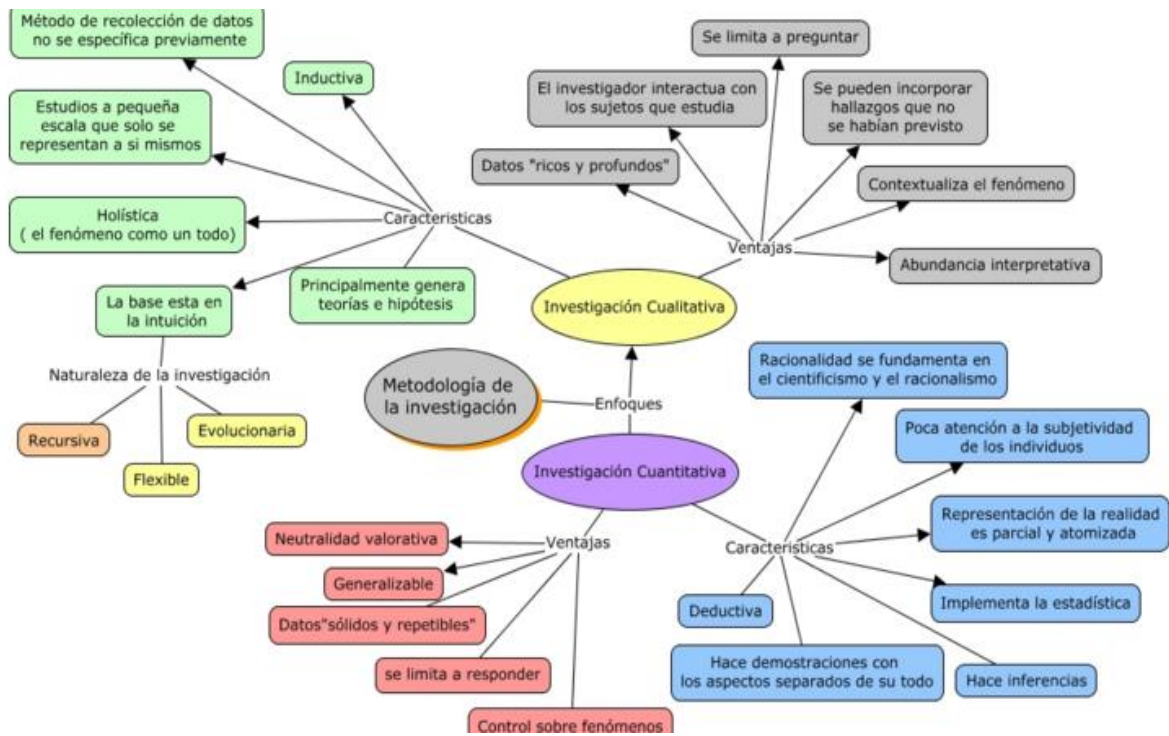 Método de recolección de datos
no se específica previamente
Inductiva
Estudios a pequeña
escala que solo se
representan a si mismos
Holística
( el fenómeno como un todo)
La base esta en
la intuición
Principalmente genera
teorías e hipótesis
Caracteristicas
Naturaleza de la investigación
Recursiva
Flexible
Evolucionaria
Se limita a preguntar
El investigador interactua con
los sujetos que estudia
Se pueden incorporar
hallazgos que no
se habían previsto
Datos "ricos y profundos"
Contextualiza el fenómeno
Ventajas
Abundancia interpretativa
Investigación Cualitativa
Metodología de
la investigación
Enfoques
Investigación Cuantitativa
Neutralidad valorativa
Ventajas
Generalizable
Datos"sólidos y repetibles"
se limita a responder
Control sobre fenómenos
Racionalidad se fundamenta en
el cientificismo y el racionalismo
Poca atención a la subjetividad
de los individuos
Representación de la realidad
es parcial y atomizada
Características
Implementa la estadística
Deductiva
Hace demostraciones con
los aspectos separados de su todo
Hace inferencias